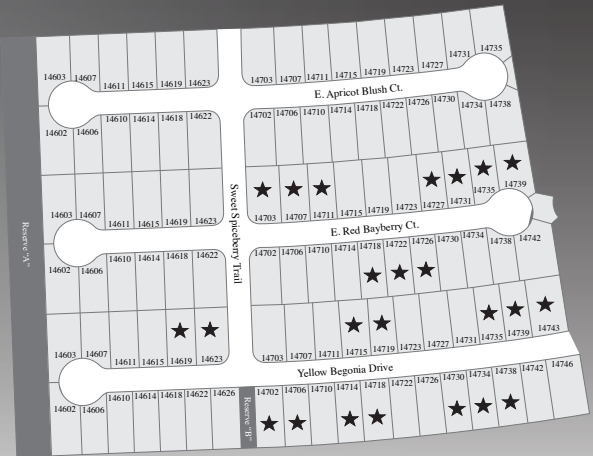 14603 14607 14611 14615 14619 14623
14703 14707 14711 14715 14719 14723 14727 14731 14735
E. Apricot Blush Ct.
14602 14606 14610 14614 14618 14622
14702 14706 14710 14714 14718 14722 14726 14730 14734 14738
Sweet Spiceberry Trail
Reserve "A"
14603 14607 14611 14615 14619 14623
14703 14707 14711 14715 14719 14723 14727 14731 14735 14739
E. Red Bayberry Ct.
14602 14606 14610 14614 14618 14622
14702 14706 14710 14714 14718 14722 14726 14730 14734 14738 14742
14603 14607 14611 14615 14619 14623
14703 14707 14711 14715 14719 14723 14727 14731 14735 14739 14743
Yellow Begonia Drive
14602 14606 14610 14614 14618 14622 14626
Reserve "B"
14702 14706 14710 14714 14718 14722 14726 14730 14734 14738 14742 14746